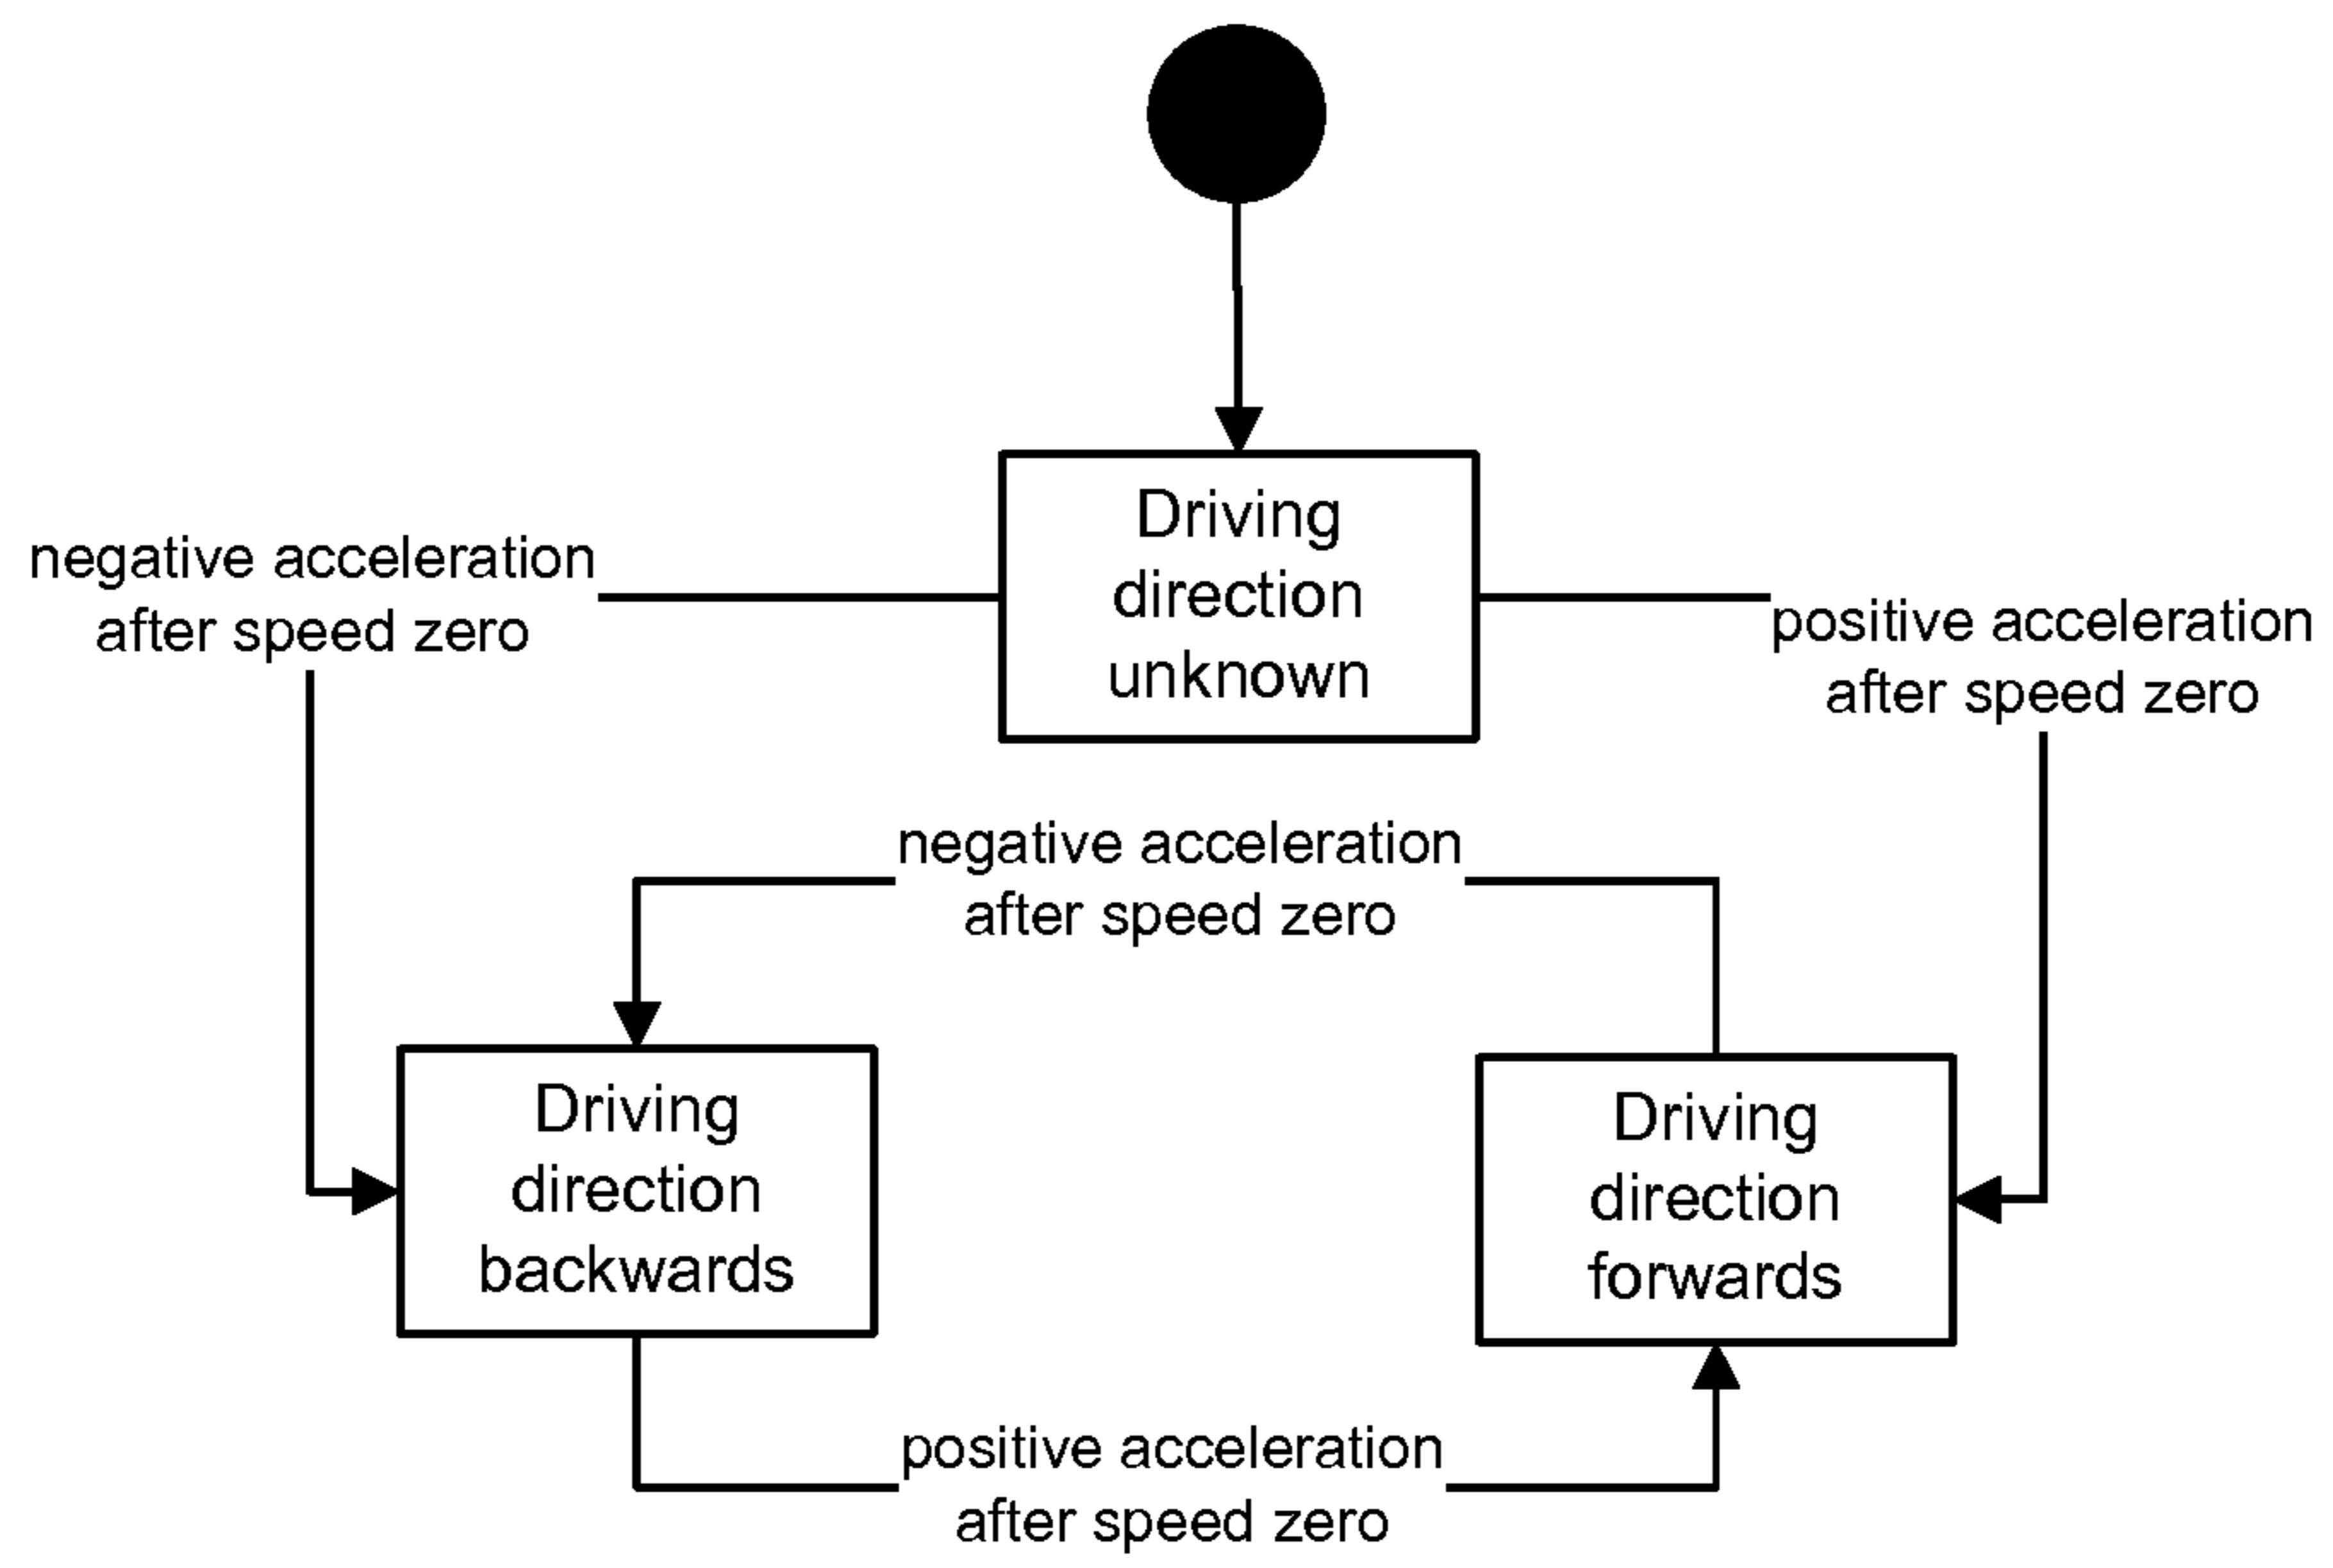 Driving
direction
unknown
negative acceleration
after speed zero
positive acceleration
after speed zero
negative acceleration
after speed zero
Driving
direction
backwards
Driving
direction
forwards
positive acceleration
after speed zero